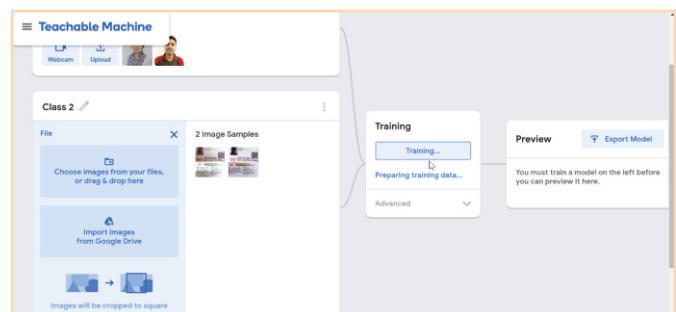 Teachable Machine
Webcam Upload
Class 2
File
2 Image Samples
Choose images from your files,
or drag & drop here
Import images
from Google Drive
Images will be cropped to square
Training
Training...
Preparing training data...
Advanced
Preview
Export Model
You must train a model on the left before
you can preview it here.